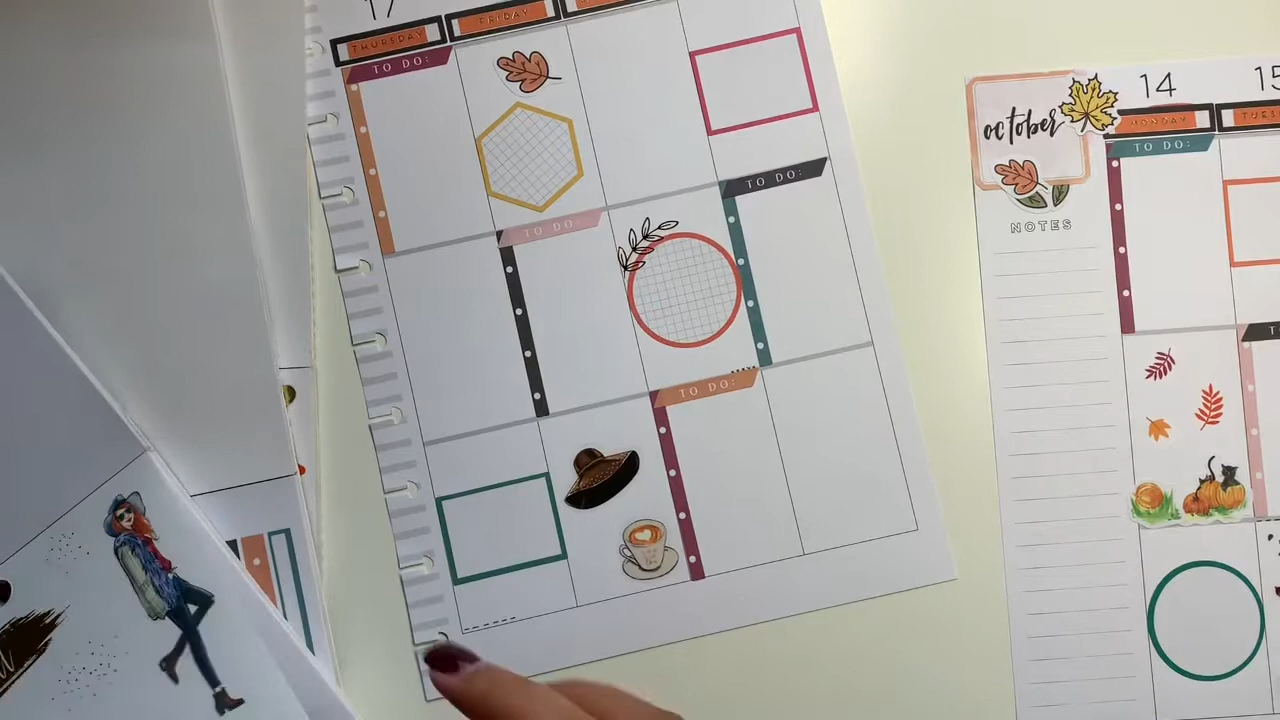 17
THURSDAY
FRIDAY
TO DO:
TO DO:
TO DO:
TO DO:
october
NOTES
14
15
MONDAY
TUES
TO DO: